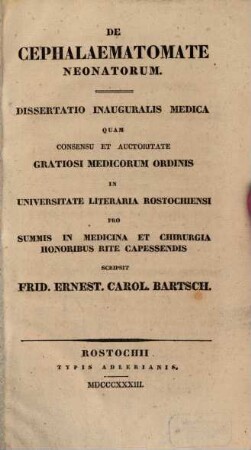 DE
CEPHALAEMATOMATE
NEONATORUM.
DISSERTATIO INAUGURALIS MEDICA
QUAM
CONSENSU ET AUCTORITATE
GRATIOSI MEDICORUM ORDINIS
IN
UNIVERSITATE LITERARIA ROSTOCHIENSI
PRO
SUMMIS IN MEDICINA ET CHIRURGIA
HONORIBUS RITE CAPESSENDIS
SCRIPSIT
FRID. ERNEST. CAROL. BARTSCH.
ROSTOCHII
TYPIS ADLERIANIS.
MDCCCXXXIII.